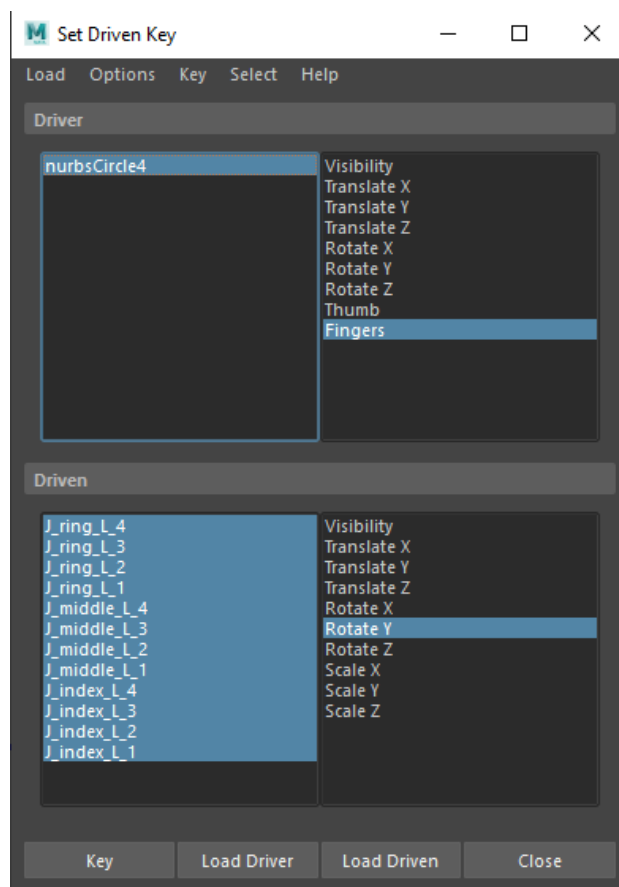 Set Driven Key
Load Options Key Select Help
Driver
nurbsCircle4
Visibility
Translate X
Translate Y
Translate Z
Rotate X
Rotate Y
Rotate Z
Thumb
Fingers
Driven
J_ring_L_4
J_ring_L_3
J_ring_L_2
J_ring_L_1
J_middle_L_4
J_middle_L_3
J_middle_L_2
J_middle_L_1
J_index_L_4
J_index_L_3
J_index_L_2
J_index_L_1
Visibility
Translate X
Translate Y
Translate Z
Rotate X
Rotate Y
Rotate Z
Scale X
Scale Y
Scale Z
Key Load Driver Load Driven Close